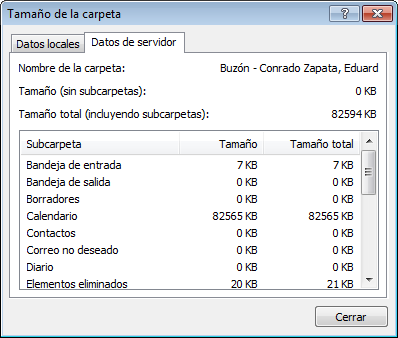 Tamaño de la carpeta
Datos locales Datos de servidor
Nombre de la carpeta: Buzón - Conrado Zapata, Eduard
Tamaño (sin subcarpetas): 0 KB
Tamaño total (incluyendo subcarpetas): 82594 KB
Subcarpeta Tamaño Tamaño total
Bandeja de entrada 7 KB 7 KB
Bandeja de salida 0 KB 0 KB
Borradores 0 KB 0 KB
Calendario 82565 KB 82565 KB
Contactos 0 KB 0 KB
Correo no deseado 0 KB 0 KB
Diario 0 KB 0 KB
Elementos eliminados 20 KB 21 KB
Cerrar